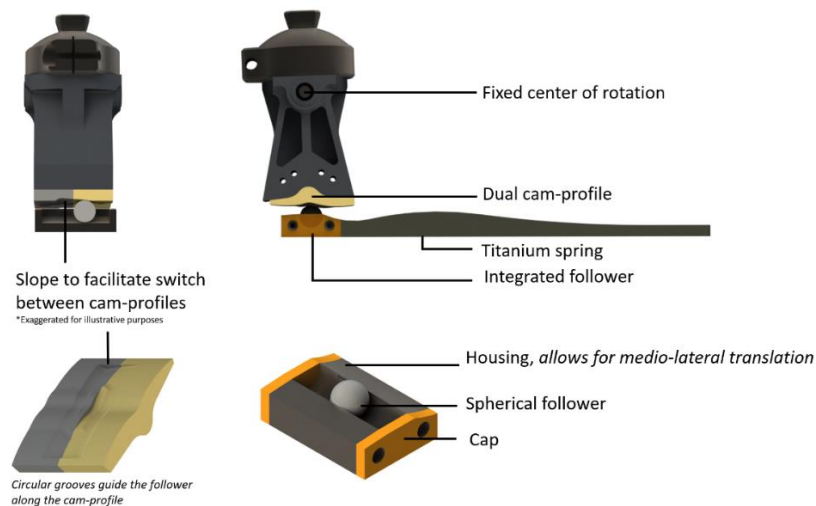 Fixed center of rotation
Dual cam-profile
Titanium spring
Integrated follower
Slope to facilitate switch
between cam-profiles
*Exaggerated for illustrative purposes
Housing, allows for medio-lateral translation
Spherical follower
Cap
Circular grooves guide the follower
along the cam-profile